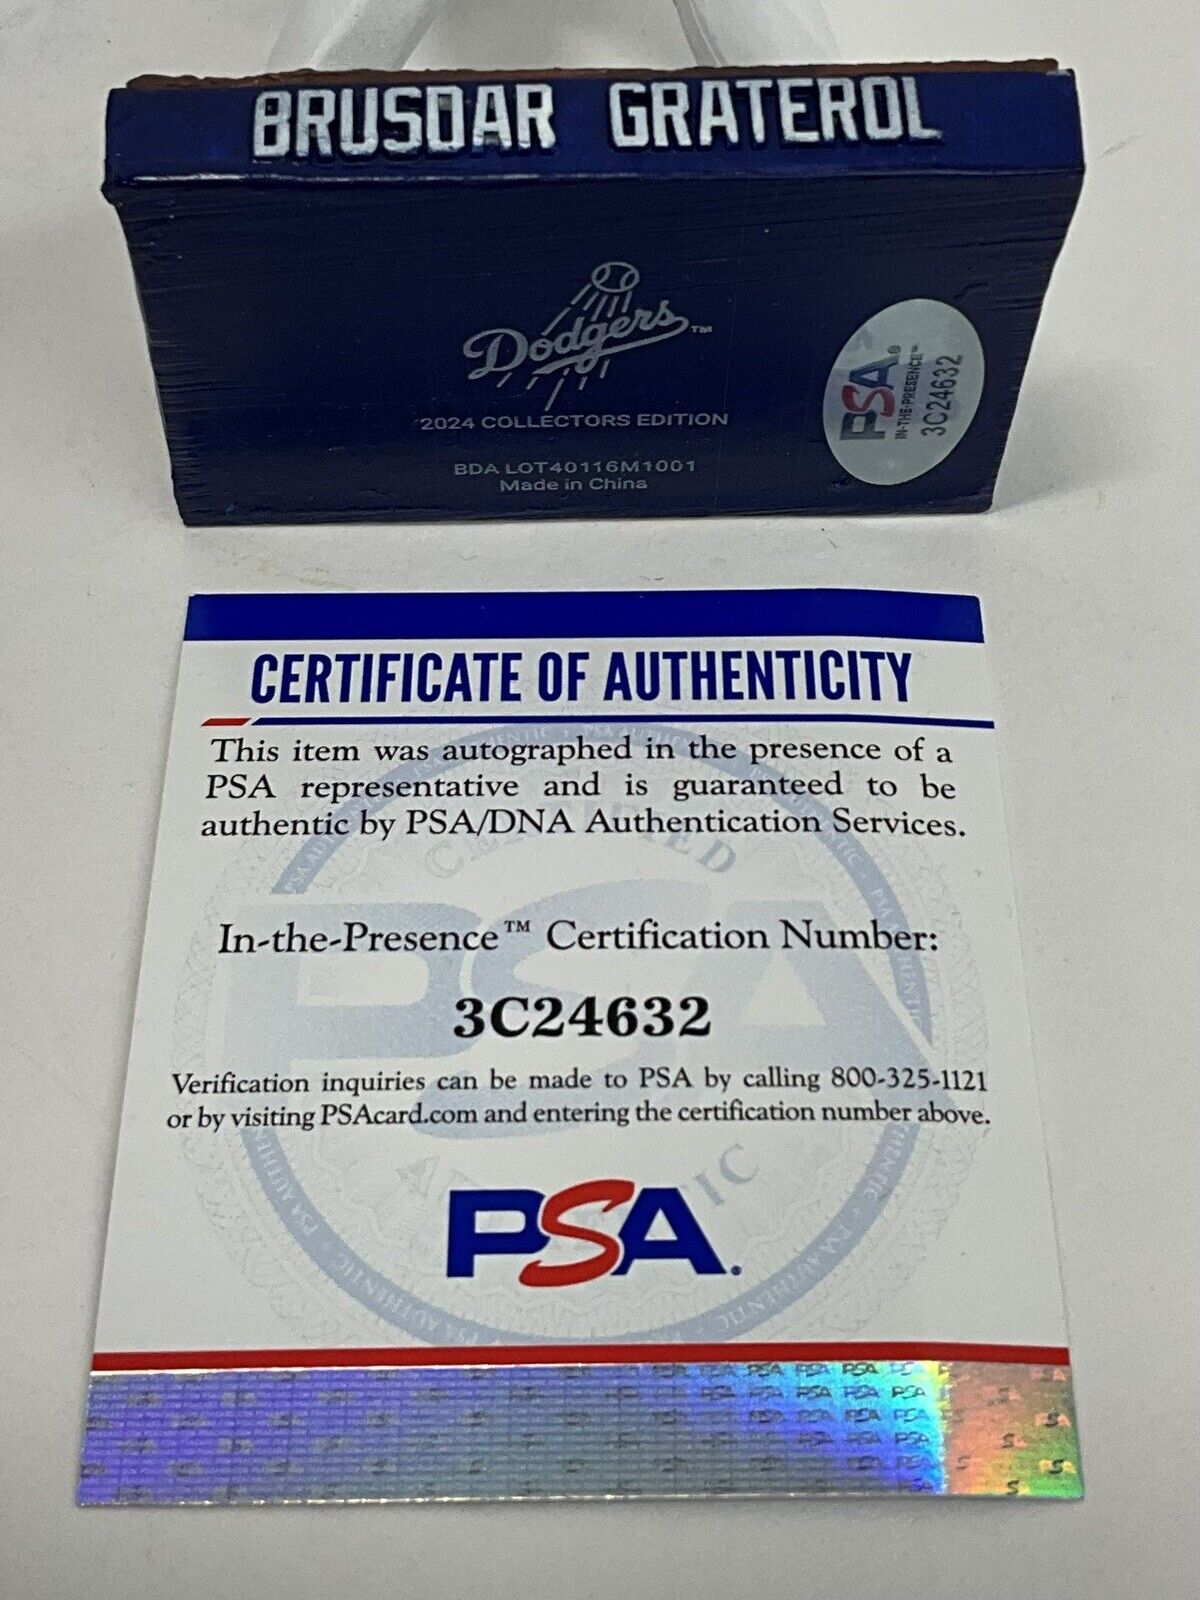 BRUSDAR GRATEROL
Dodgers™
2024 COLLECTORS EDITION
BDA LOT40116M1001
Made in China
PSA®
IN-THE-PRESENCE™
3C24632
CERTIFICATE OF AUTHENTICITY
This item was autographed in the presence of a
PSA representative and is guaranteed to be
authentic by PSA/DNA Authentication Services.
In-the-Presence™ Certification Number:
3C24632
Verification inquiries can be made to PSA by calling 800-325-1121
or by visiting PSAcard.com and entering the certification number above.
PSA®